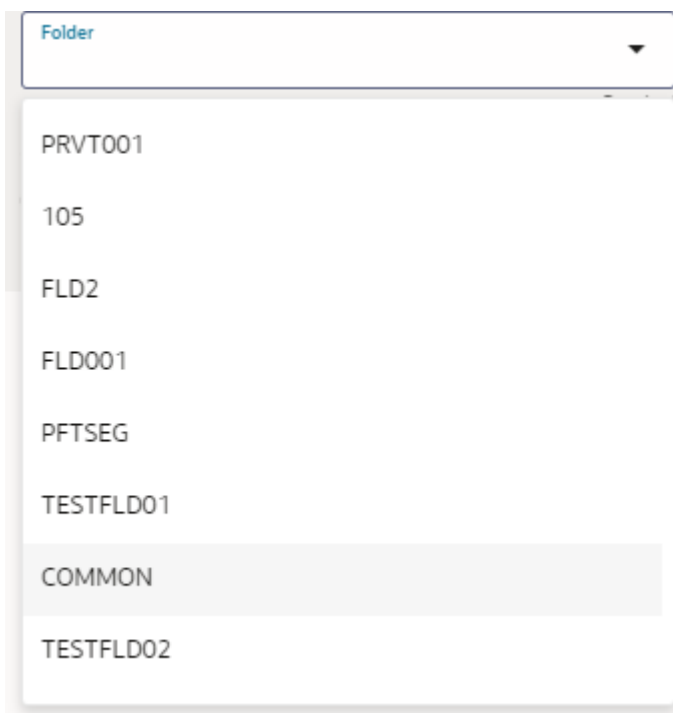 Folder
PRVT001
105
FLD2
FLD001
PFTSEG
TESTFLD01
COMMON
TESTFLD02